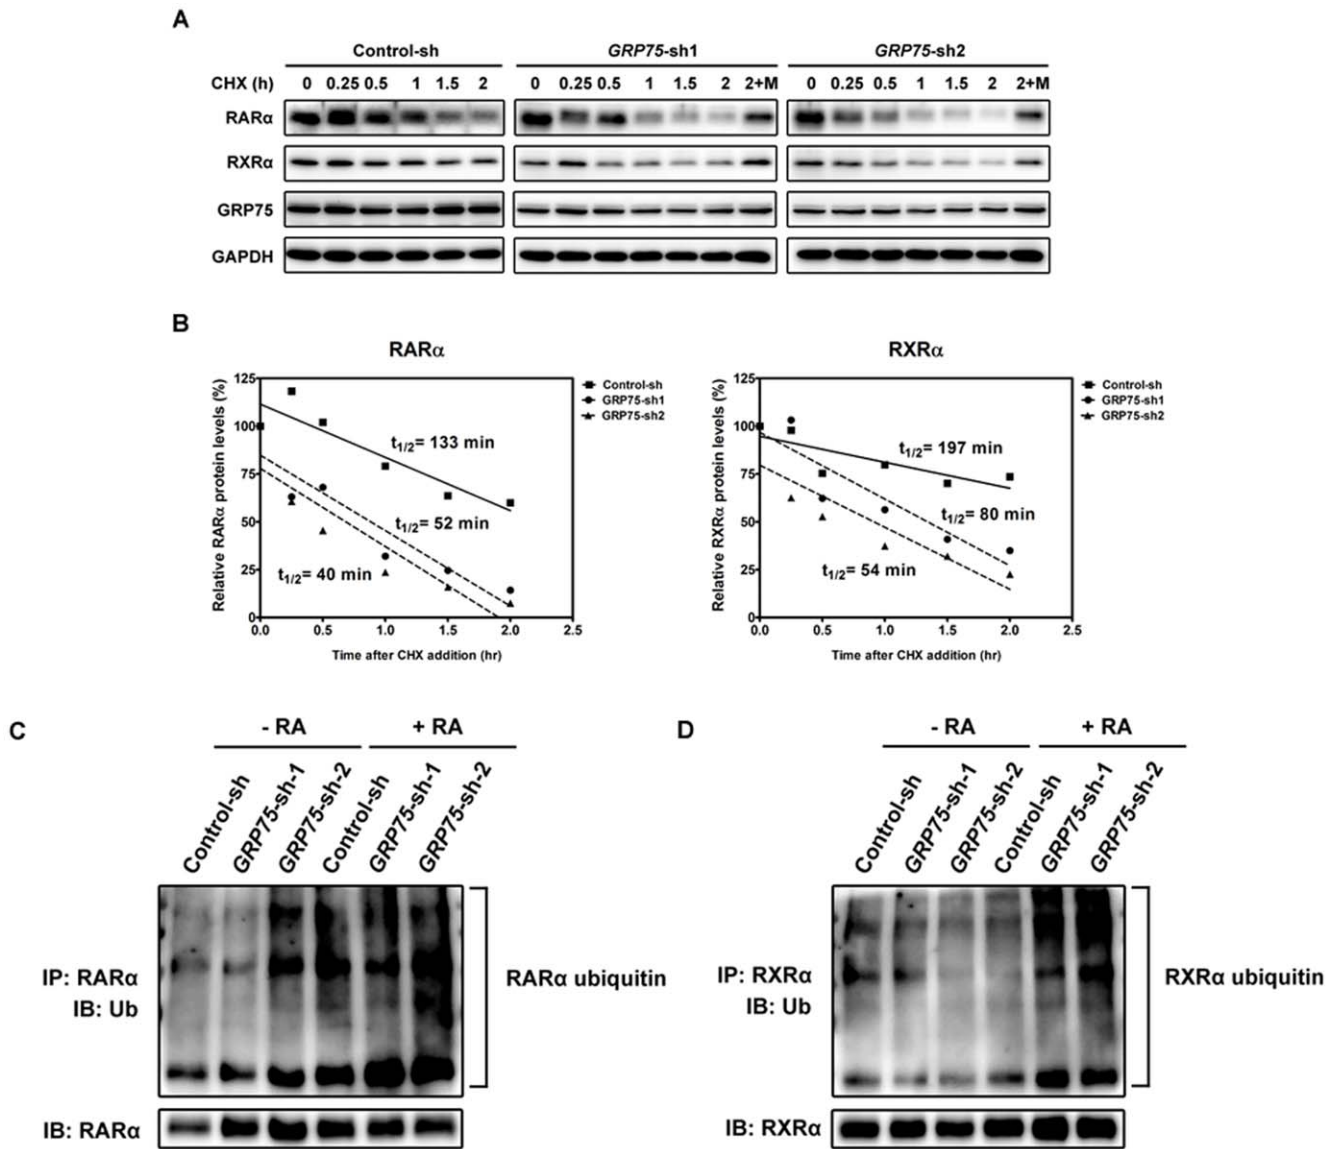 A
Control-sh GRP75-sh1 GRP75-sh2
CHX (h) 0 0.25 0.5 1 1.5 2 0 0.25 0.5 1 1.5 2 2+M 0 0.25 0.5 1 1.5 2 2+M
RARα
RXRα
GRP75
GAPDH
B
RARα
Relative RARα protein levels (%)
125
100
75
50
25
0
0.0 0.5 1.0 1.5 2.0 2.5
Time after CHX addition (hr)
t1/2= 133 min
t1/2= 52 min
t1/2= 40 min
Control-sh
GRP75-sh1
GRP75-sh2
RXRα
Relative RXRα protein levels (%)
125
100
75
50
25
0
0.0 0.5 1.0 1.5 2.0 2.5
Time after CHX addition (hr)
t1/2= 197 min
t1/2= 80 min
t1/2= 54 min
Control-sh
GRP75-sh1
GRP75-sh2
C
- RA + RA
Control-sh GRP75-sh-1 GRP75-sh-2 Control-sh GRP75-sh-1 GRP75-sh-2
IP: RARα
IB: Ub
RARα ubiquitin
IB: RARα
D
- RA + RA
Control-sh GRP75-sh-1 GRP75-sh-2 Control-sh GRP75-sh-1 GRP75-sh-2
IP: RXRα
IB: Ub
RXRα ubiquitin
IB: RXRα